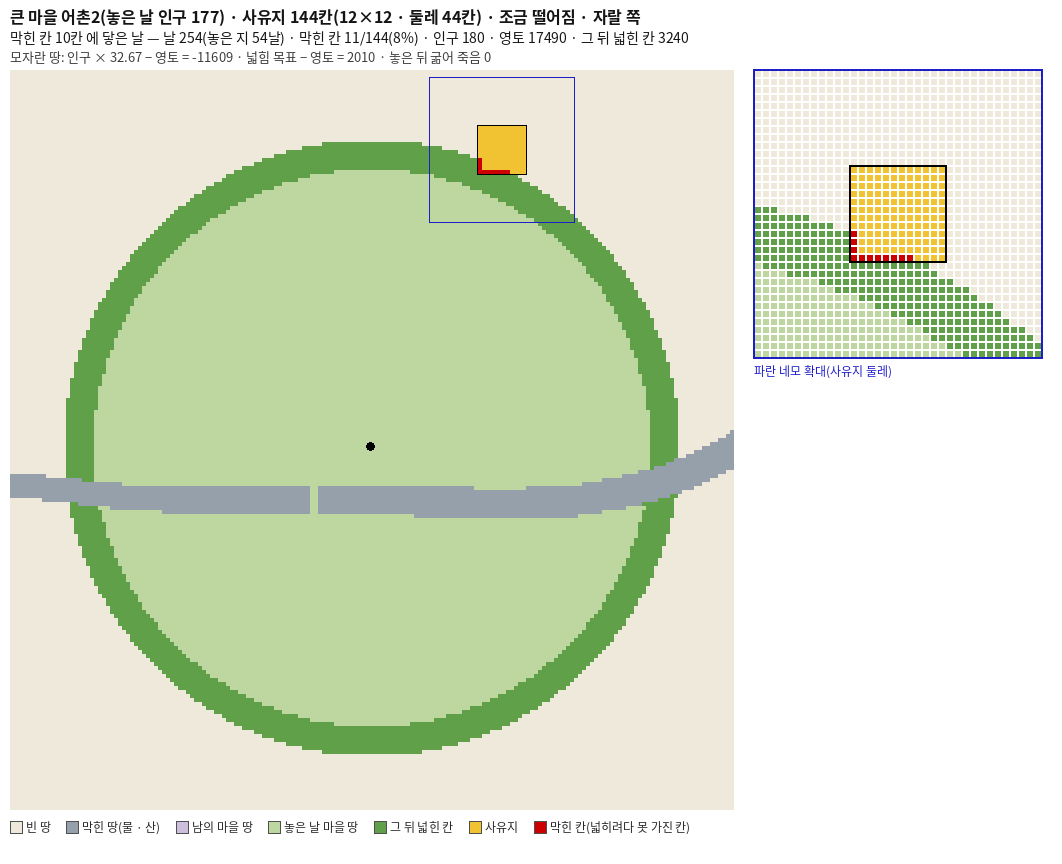 큰 마을 어촌2(놓은 날 인구 177) · 사유지 144칸(12×12 · 둘레 44칸) · 조금 떨어짐 · 자랄 쪽
막힌 칸 10칸 에 닿은 날 — 날 254(놓은 지 54날) · 막힌 칸 11/144(8%) · 인구 180 · 영토 17490 · 그 뒤 넓힌 칸 3240
모자란 땅: 인구 × 32.67 − 영토 = -11609 · 넓힘 목표 − 영토 = 2010 · 놓은 뒤 굶어 죽음 0
파란 네모 확대(사유지 둘레)
빈 땅 막힌 땅(물 · 산) 남의 마을 땅 놓은 날 마을 땅 그 뒤 넓힌 칸 사유지 막힌 칸(넓히려다 못 가진 칸)